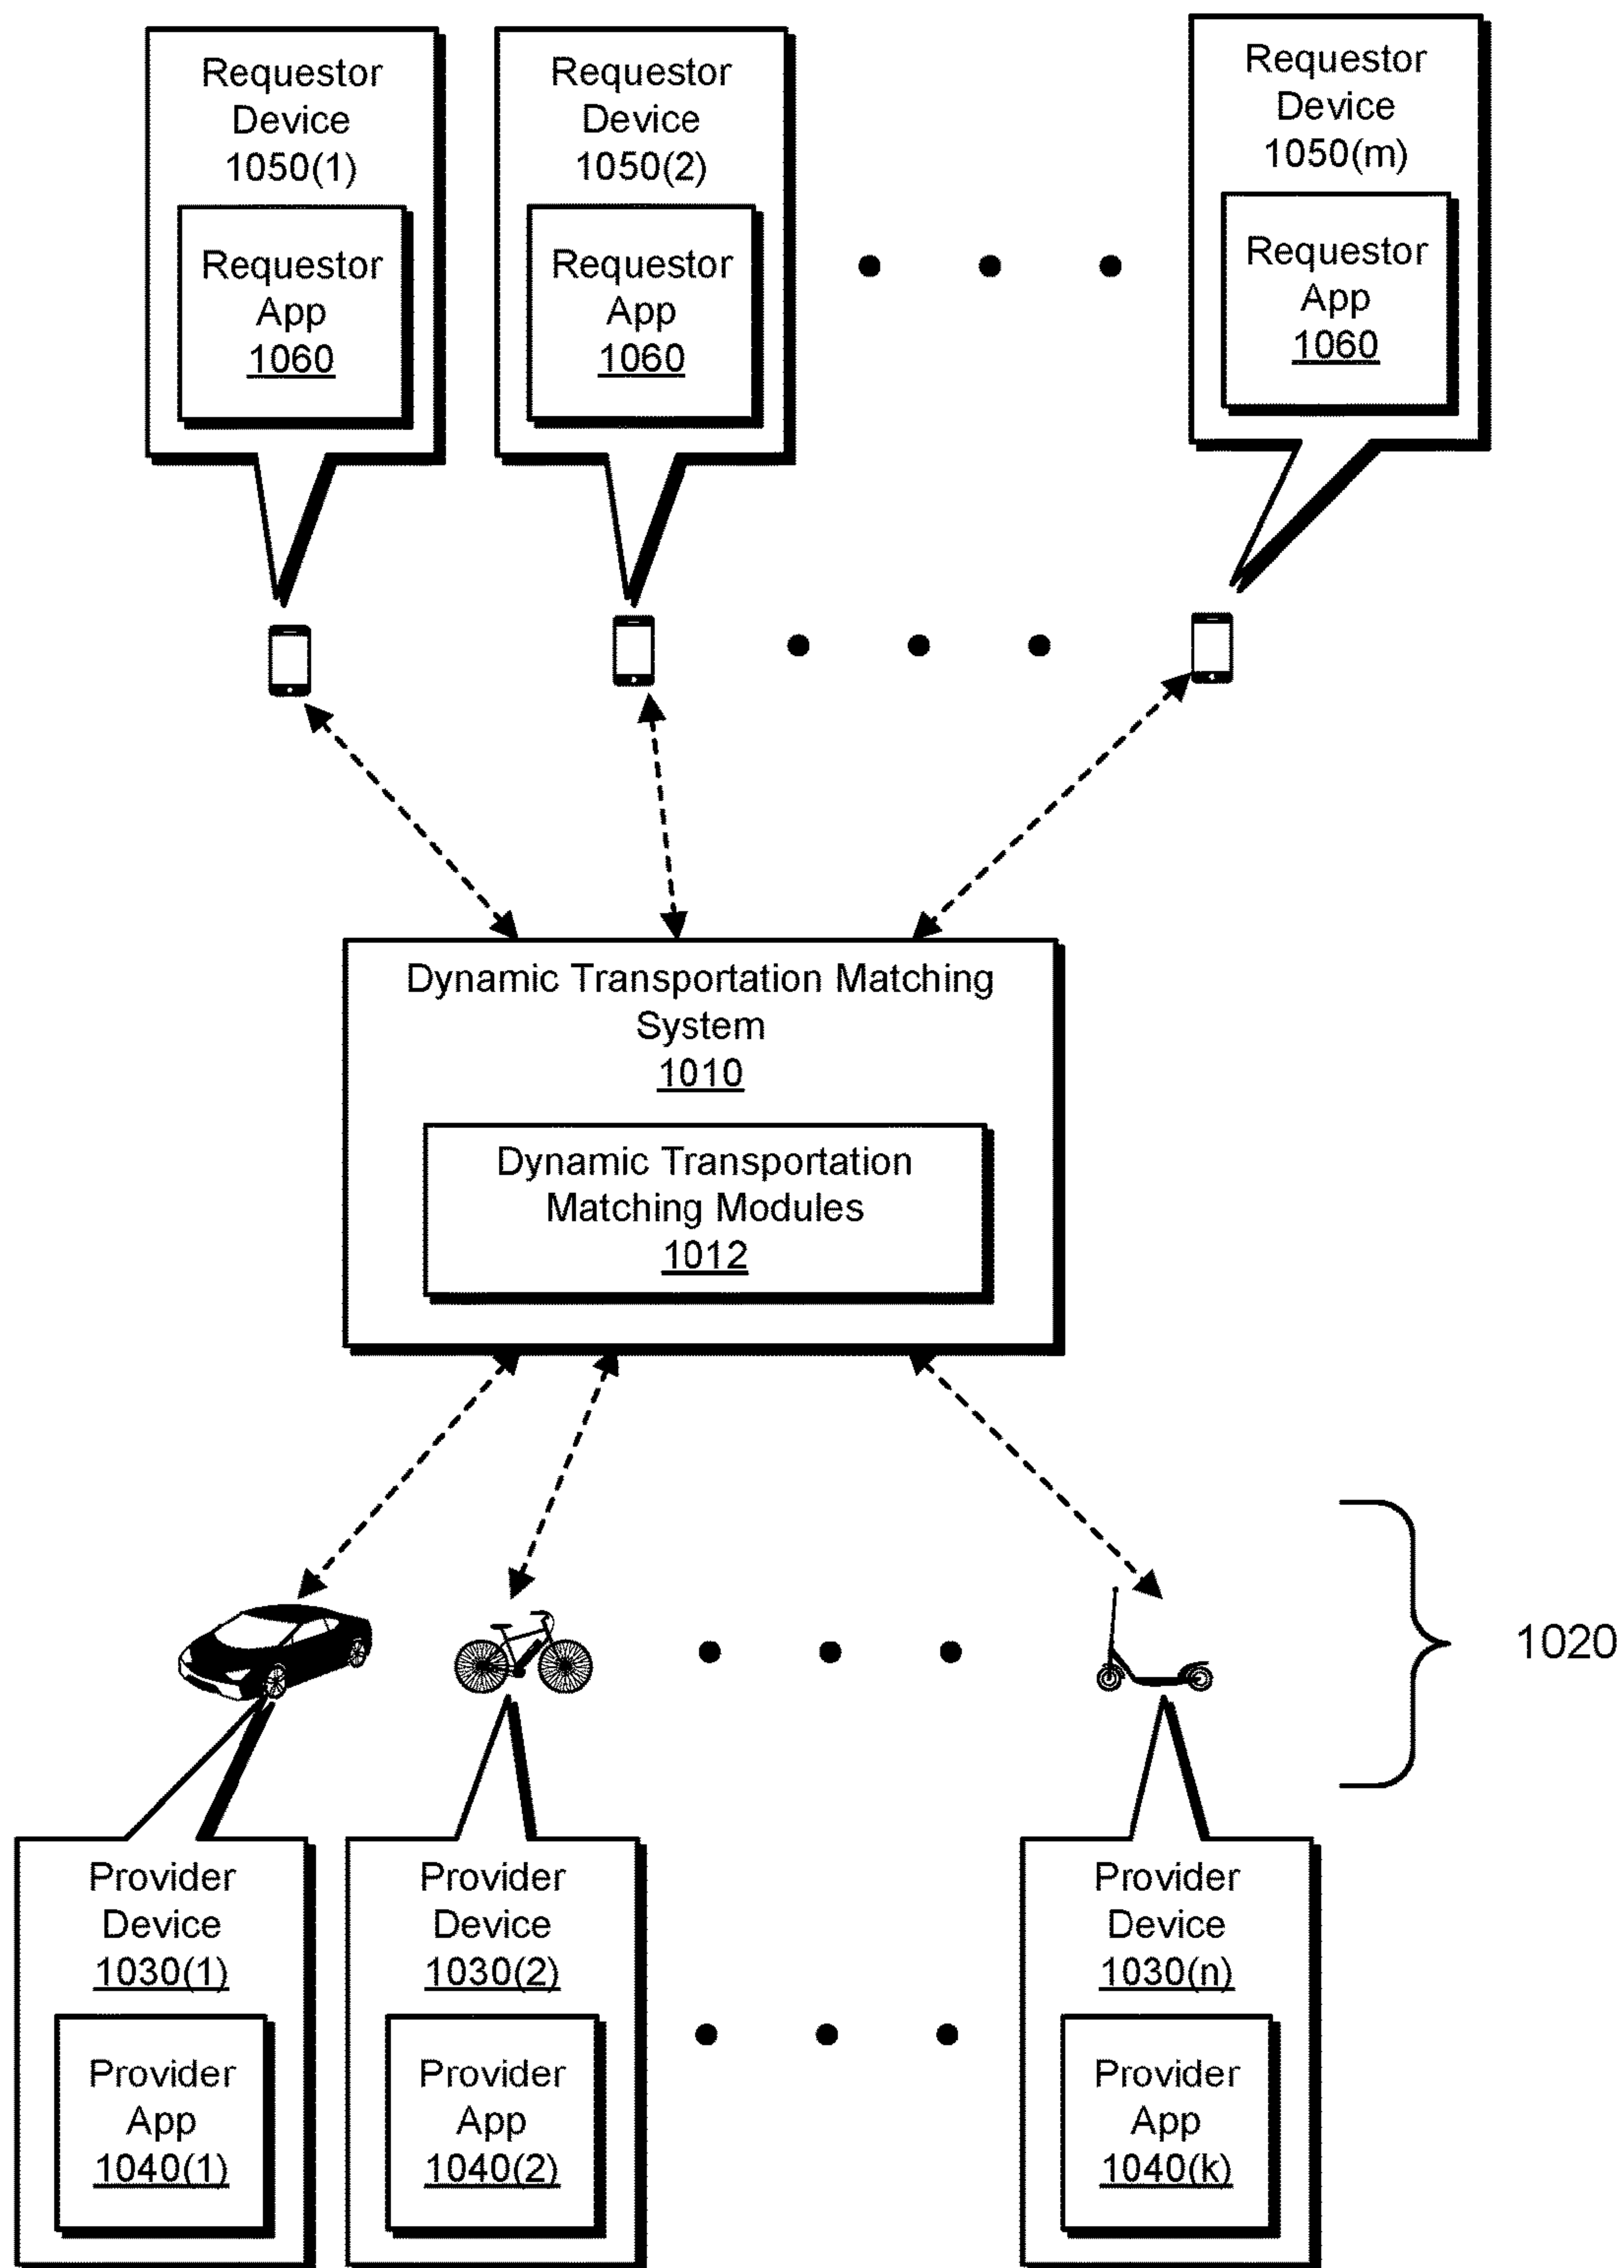 Requestor
Device
1050(1)
Requestor
App
1060
Requestor
Device
1050(2)
Requestor
App
1060
Requestor
Device
1050(m)
Requestor
App
1060
Dynamic Transportation Matching
System
1010
Dynamic Transportation
Matching Modules
1012
1020
Provider
Device
1030(1)
Provider
App
1040(1)
Provider
Device
1030(2)
Provider
App
1040(2)
Provider
Device
1030(n)
Provider
App
1040(k)